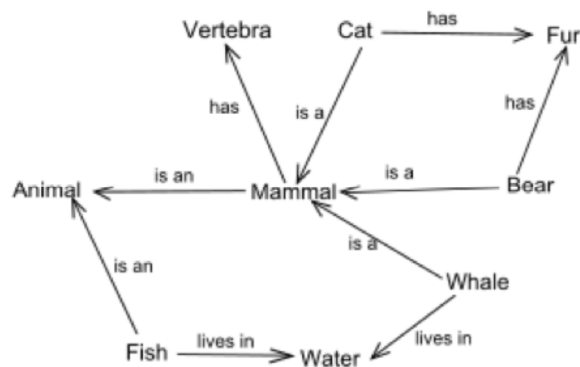 Vertebra
Cat
has
Fur
has
is a
has
Animal
is an
Mammal
is a
Bear
is an
is a
Whale
Fish
lives in
Water
lives in